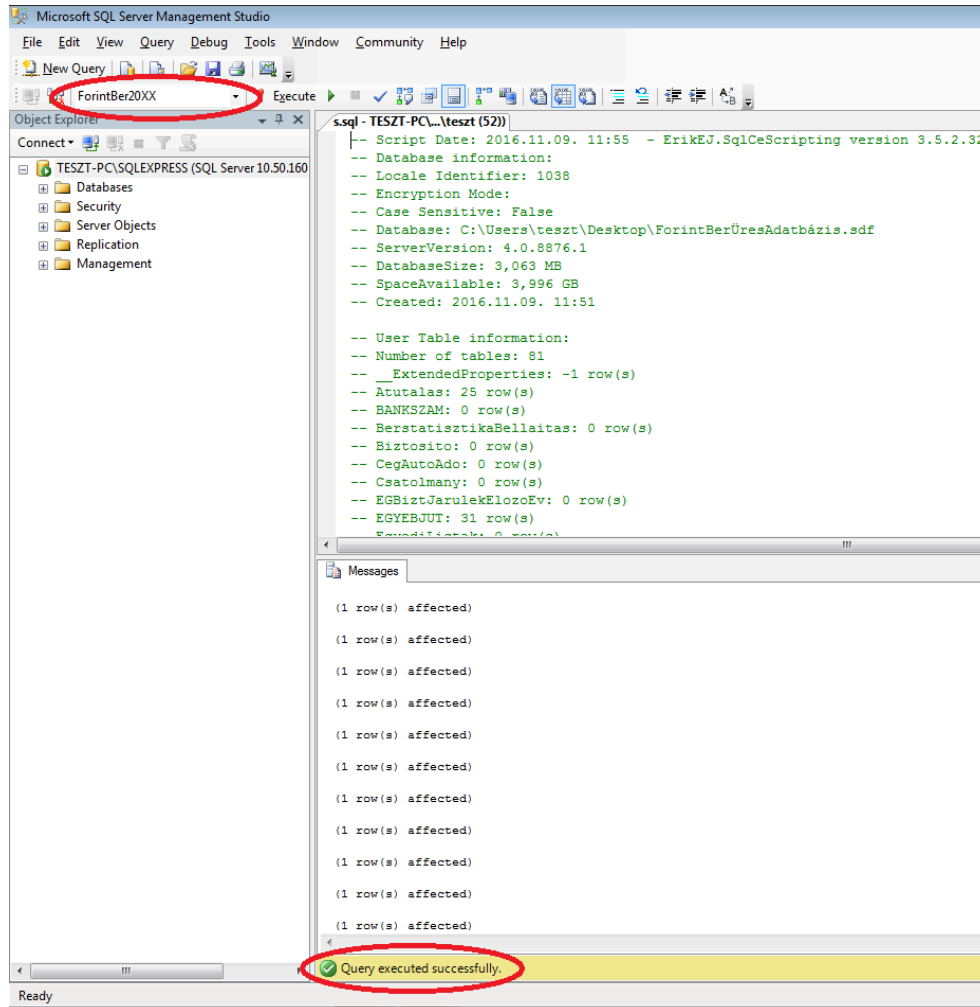 Microsoft SQL Server Management Studio
File Edit View Query Debug Tools Window Community Help
New Query
ForintBer20XX Execute
Object Explorer
Connect
TESZT-PC\SQLEXPRESS (SQL Server 10.50.160
Databases
Security
Server Objects
Replication
Management
s.sql - TESZT-PC\...\teszt (52))
-- Script Date: 2016.11.09. 11:55  - ErikEJ.SqlCeScripting version 3.5.2.32
-- Database information:
-- Locale Identifier: 1038
-- Encryption Mode:
-- Case Sensitive: False
-- Database: C:\Users\teszt\Desktop\ForintBerÜresAdatbázis.sdf
-- ServerVersion: 4.0.8876.1
-- DatabaseSize: 3,063 MB
-- SpaceAvailable: 3,996 GB
-- Created: 2016.11.09. 11:51
-- User Table information:
-- Number of tables: 81
-- __ExtendedProperties: -1 row(s)
-- Atutalas: 25 row(s)
-- BANKSZAM: 0 row(s)
-- BerstatisztikaBellaitas: 0 row(s)
-- Biztosito: 0 row(s)
-- CegAutoAdo: 0 row(s)
-- Csatolmany: 0 row(s)
-- EGBiztJarulekElozoEv: 0 row(s)
-- EGYEBJUT: 31 row(s)
-- EgyediListak: 0 row(s)
Messages
(1 row(s) affected)
(1 row(s) affected)
(1 row(s) affected)
(1 row(s) affected)
(1 row(s) affected)
(1 row(s) affected)
(1 row(s) affected)
(1 row(s) affected)
(1 row(s) affected)
(1 row(s) affected)
(1 row(s) affected)
Query executed successfully.
Ready